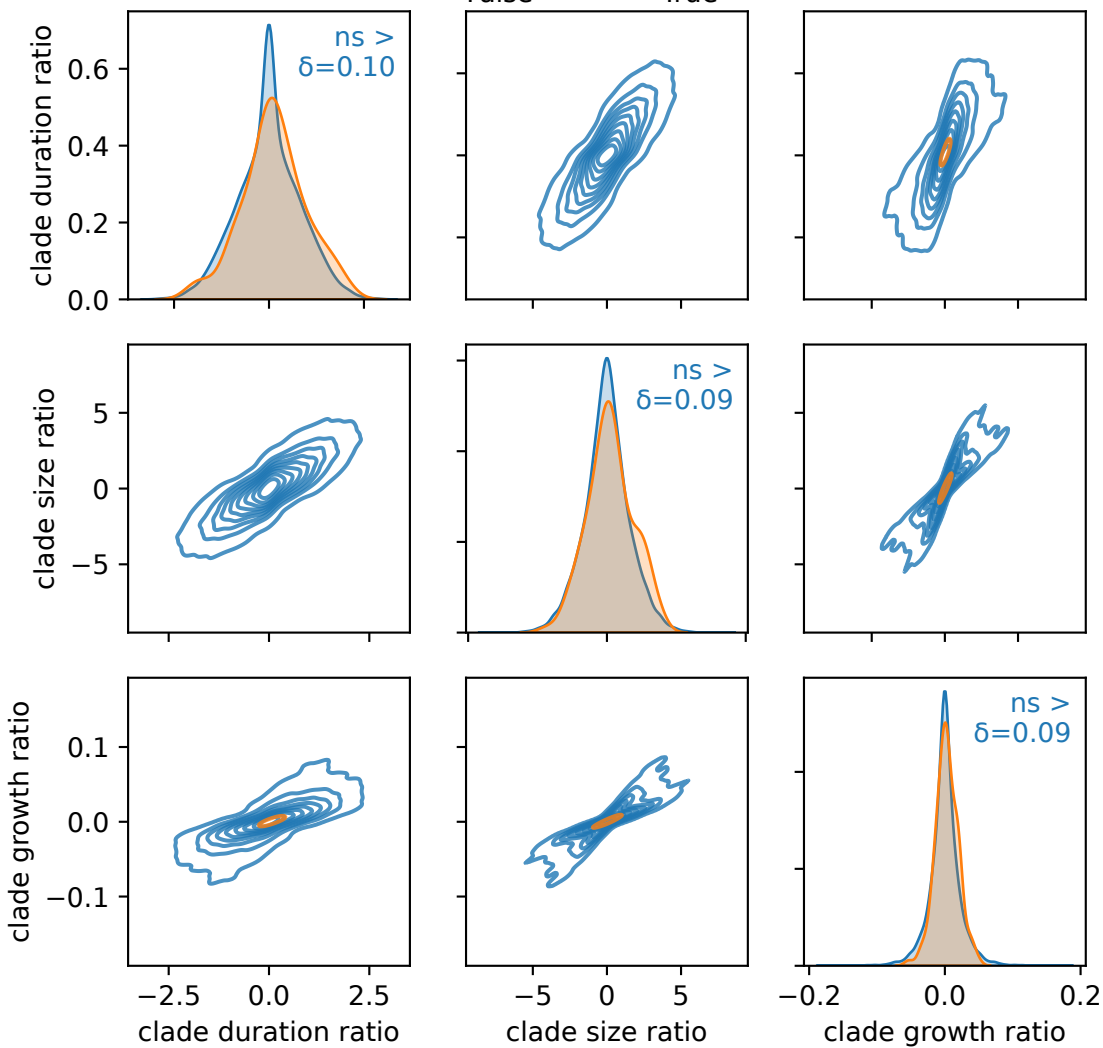 clade duration ratio
0.6
0.4
0.2
0.0
ns >
δ=0.10
clade size ratio
5
0
−5
ns >
δ=0.09
clade growth ratio
0.1
0.0
−0.1
ns >
δ=0.09
−2.5 0.0 2.5
−5 0 5
−0.2 0.0 0.2
clade duration ratio
clade size ratio
clade growth ratio